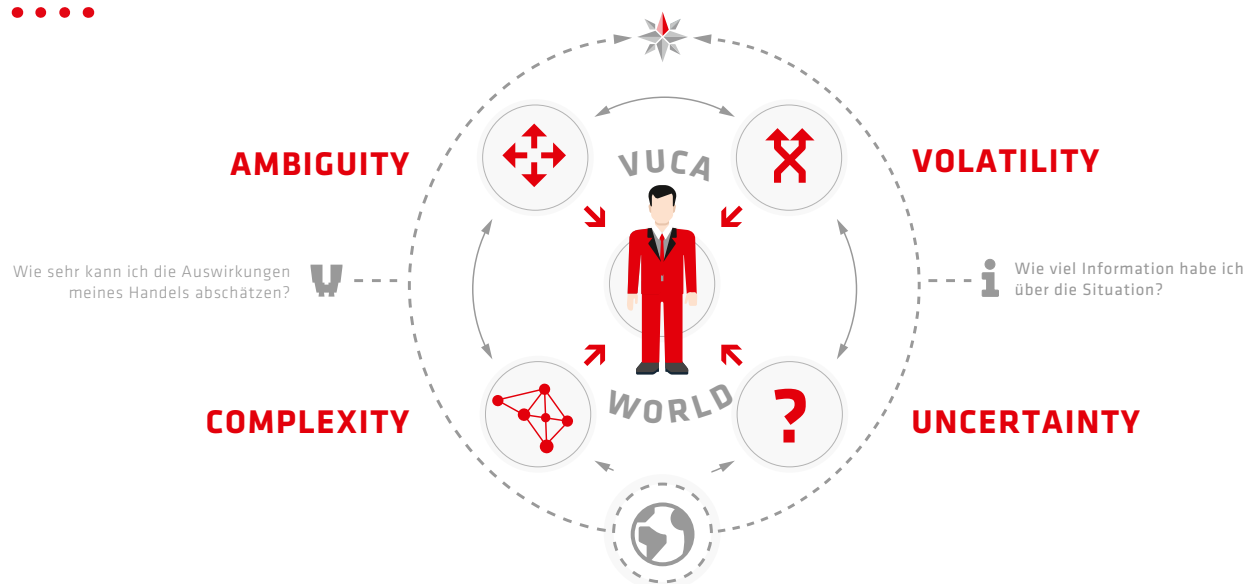 AMBIGUITY
VUCA
VOLATILITY
Wie sehr kann ich die Auswirkungen
meines Handels abschätzen?
Wie viel Information habe ich
über die Situation?
COMPLEXITY
WORLD
UNCERTAINTY